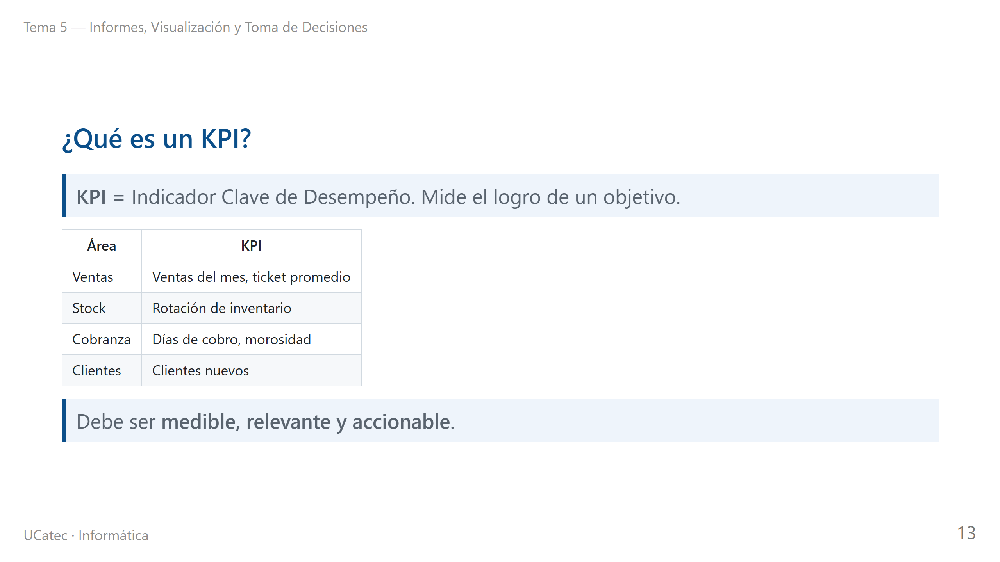 Tema 5 — Informes, Visualización y Toma de Decisiones
¿Qué es un KPI?
KPI = Indicador Clave de Desempeño. Mide el logro de un objetivo.
Área KPI
Ventas Ventas del mes, ticket promedio
Stock Rotación de inventario
Cobranza Días de cobro, morosidad
Clientes Clientes nuevos
Debe ser medible, relevante y accionable.
UCatec · Informática
13